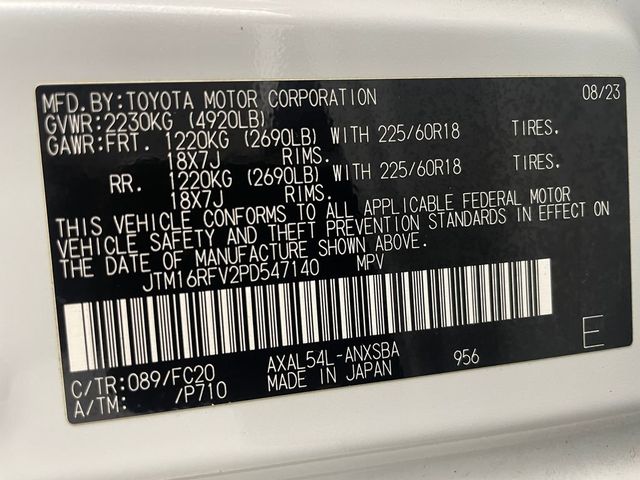 MFD.BY:TOYOTA MOTOR CORPORATION 08/23
GVWR:2230KG (4920LB)
GAWR:FRT. 1220KG (2690LB) WITH 225/60R18 TIRES.
18X7J RIMS.
RR. 1220KG (2690LB) WITH 225/60R18 TIRES.
18X7J RIMS.
THIS VEHICLE CONFORMS TO ALL APPLICABLE FEDERAL MOTOR
VEHICLE SAFETY AND THEFT PREVENTION STANDARDS IN EFFECT ON
THE DATE OF MANUFACTURE SHOWN ABOVE.
JTM16RFV2PD547140 MPV
E
C/TR:089/FC20 AXAL54L-ANXSBA 956
A/TM: /P710 MADE IN JAPAN